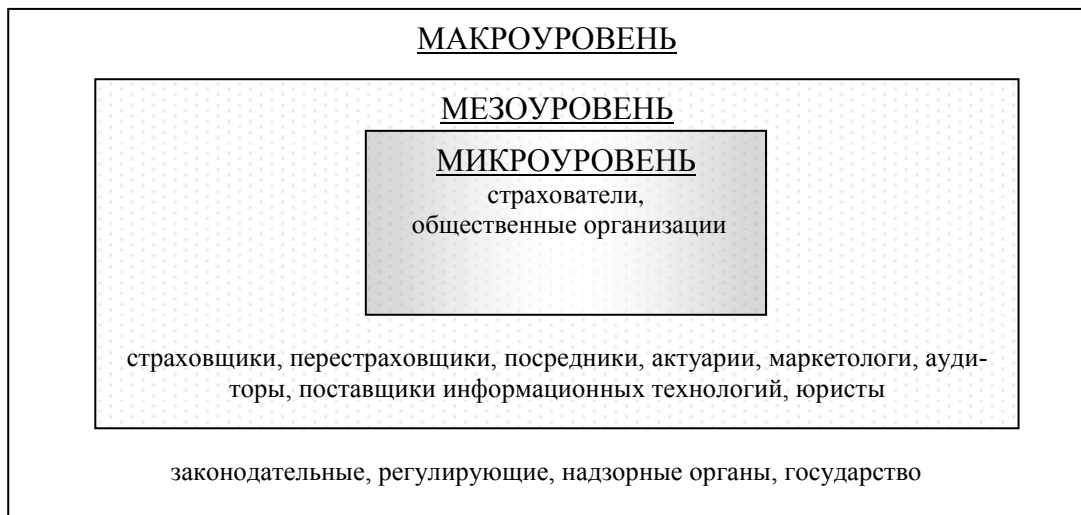 МАКРОУРОВЕНЬ
МЕЗОУРОВЕНЬ
МИКРОУРОВЕНЬ
страхователи,
общественные организации
страховщики, перестраховщики, посредники, актуарии, маркетологи, ауди-
торы, поставщики информационных технологий, юристы
законодательные, регулирующие, надзорные органы, государство